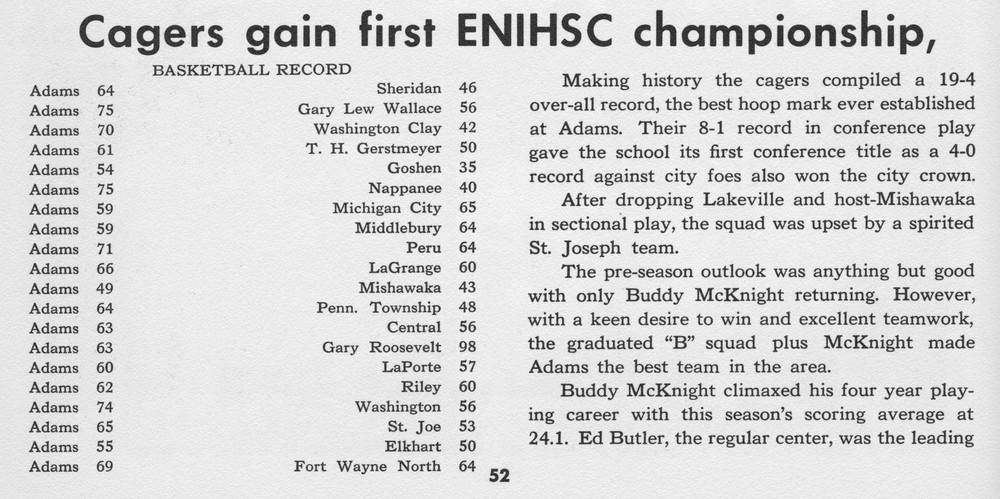 Cagers gain first ENIHSC championship,
BASKETBALL RECORD
Adams 64 Sheridan 46
Adams 75 Gary Lew Wallace 56
Adams 70 Washington Clay 42
Adams 61 T. H. Gerstmeyer 50
Adams 54 Goshen 35
Adams 75 Nappanee 40
Adams 59 Michigan City 65
Adams 59 Middlebury 64
Adams 71 Peru 64
Adams 66 LaGrange 60
Adams 49 Mishawaka 43
Adams 64 Penn. Township 48
Adams 63 Central 56
Adams 63 Gary Roosevelt 98
Adams 60 LaPorte 57
Adams 62 Riley 60
Adams 74 Washington 56
Adams 65 St. Joe 53
Adams 55 Elkhart 50
Adams 69 Fort Wayne North 64
Making history the cagers compiled a 19-4
over-all record, the best hoop mark ever established
at Adams. Their 8-1 record in conference play
gave the school its first conference title as a 4-0
record against city foes also won the city crown.
After dropping Lakeville and host-Mishawaka
in sectional play, the squad was upset by a spirited
St. Joseph team.
The pre-season outlook was anything but good
with only Buddy McKnight returning. However,
with a keen desire to win and excellent teamwork,
the graduated “B” squad plus McKnight made
Adams the best team in the area.
Buddy McKnight climaxed his four year play-
ing career with this season’s scoring average at
24.1. Ed Butler, the regular center, was the leading
52